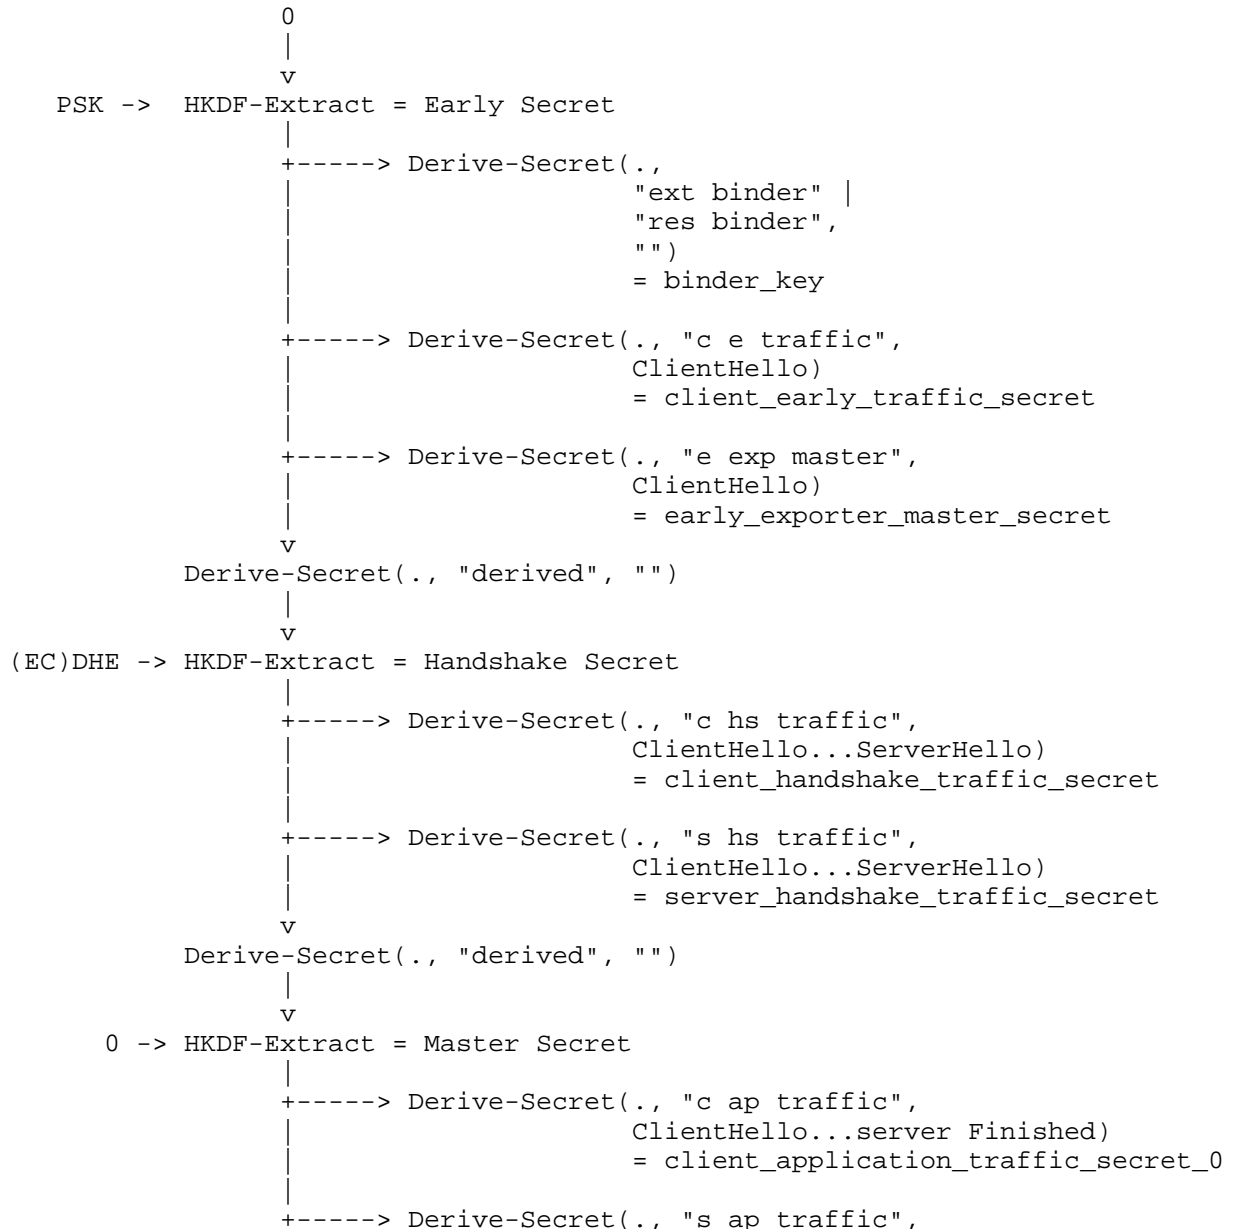 0
                 |
                 v
   PSK ->  HKDF-Extract = Early Secret
                 |
                 +-----> Derive-Secret(.,
                 |                     "ext binder" |
                 |                     "res binder",
                 |                     "")
                 |                     = binder_key
                 |
                 +-----> Derive-Secret(., "c e traffic",
                 |                     ClientHello)
                 |                     = client_early_traffic_secret
                 |
                 +-----> Derive-Secret(., "e exp master",
                 |                     ClientHello)
                 |                     = early_exporter_master_secret
                 v
           Derive-Secret(., "derived", "")
                 |
                 v
(EC)DHE -> HKDF-Extract = Handshake Secret
                 |
                 +-----> Derive-Secret(., "c hs traffic",
                 |                     ClientHello...ServerHello)
                 |                     = client_handshake_traffic_secret
                 |
                 +-----> Derive-Secret(., "s hs traffic",
                 |                     ClientHello...ServerHello)
                 |                     = server_handshake_traffic_secret
                 v
           Derive-Secret(., "derived", "")
                 |
                 v
      0 -> HKDF-Extract = Master Secret
                 |
                 +-----> Derive-Secret(., "c ap traffic",
                 |                     ClientHello...server Finished)
                 |                     = client_application_traffic_secret_0
                 |
                 +-----> Derive-Secret(., "s ap traffic",